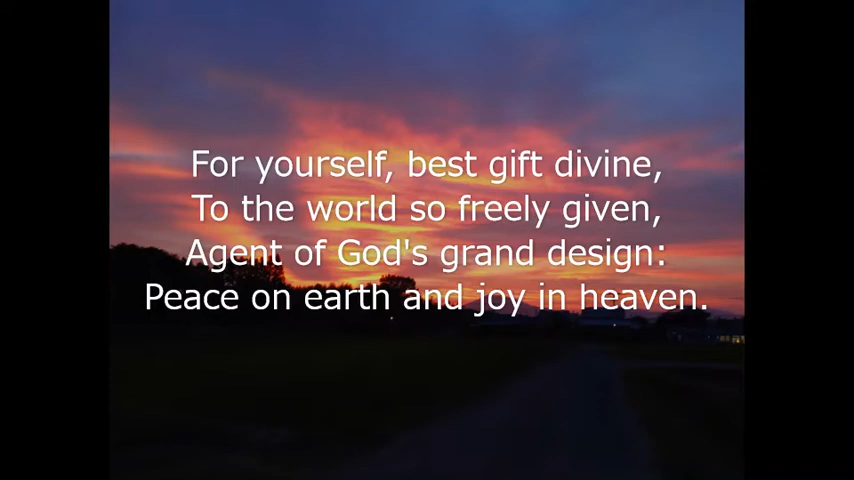 For yourself, best gift divine,
To the world so freely given,
Agent of God's grand design:
Peace on earth and joy in heaven.